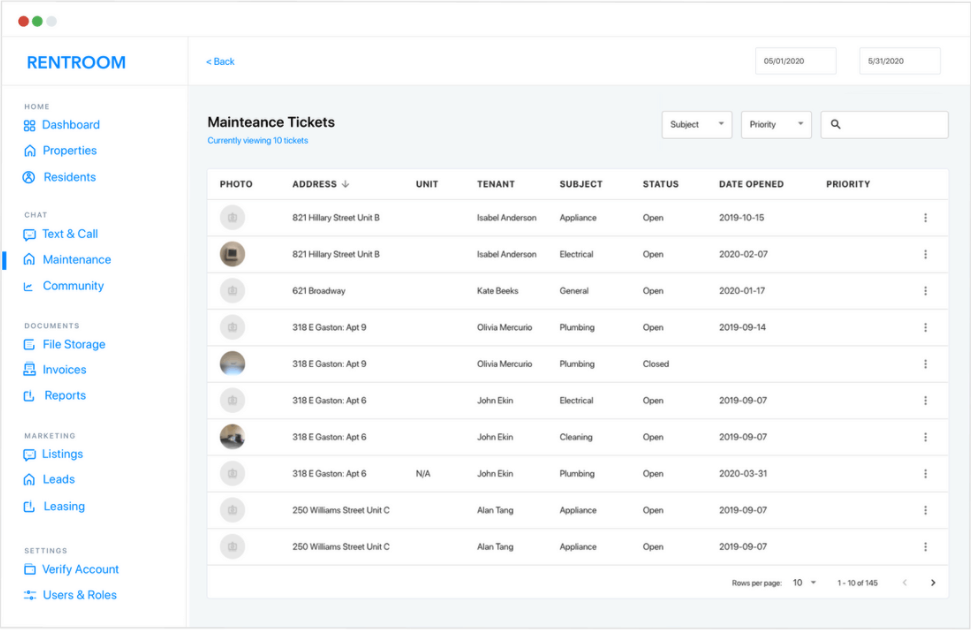 RENTROOM
< Back
05/01/2020
5/31/2020
HOME
Dashboard
Properties
Residents
CHAT
Text & Call
Maintenance
Community
DOCUMENTS
File Storage
Invoices
Reports
MARKETING
Listings
Leads
Leasing
SETTINGS
Verify Account
Users & Roles
Mainteance Tickets
Currently viewing 10 tickets
Subject
Priority
PHOTO ADDRESS UNIT TENANT SUBJECT STATUS DATE OPENED PRIORITY
821 Hillary Street Unit B Isabel Anderson Appliance Open 2019-10-15
821 Hillary Street Unit B Isabel Anderson Electrical Open 2020-02-07
621 Broadway Kate Beeks General Open 2020-01-17
318 E Gaston: Apt 9 Olivia Mercurio Plumbing Open 2019-09-14
318 E Gaston: Apt 9 Olivia Mercurio Plumbing Closed
318 E Gaston: Apt 6 John Ekin Electrical Open 2019-09-07
318 E Gaston: Apt 6 John Ekin Cleaning Open 2019-09-07
318 E Gaston: Apt 6 N/A John Ekin Plumbing Open 2020-03-31
250 Williams Street Unit C Alan Tang Appliance Open 2019-09-07
250 Williams Street Unit C Alan Tang Appliance Open 2019-09-07
Rows per page: 10 1 - 10 of 145